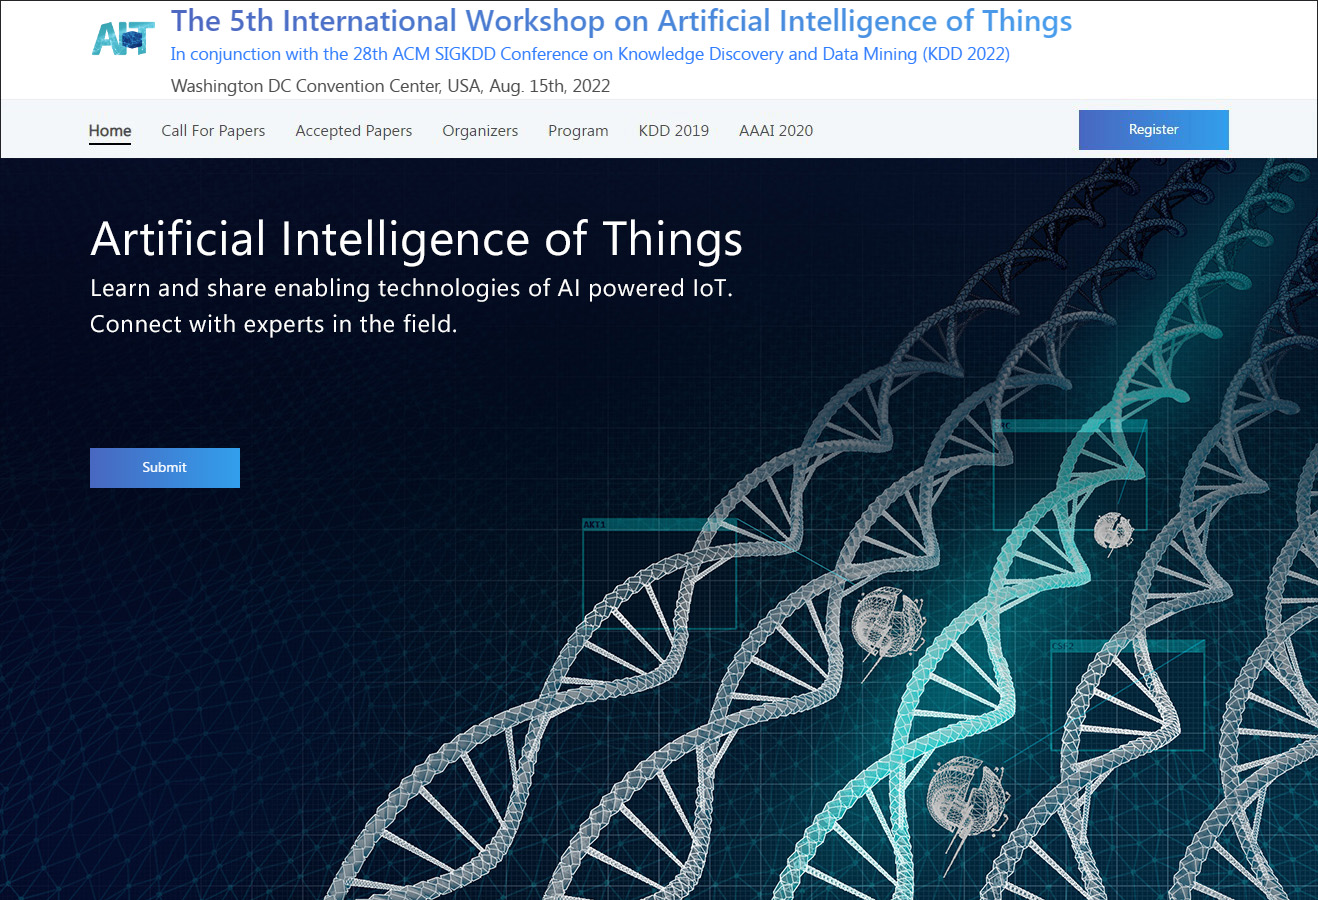 AIoT
The 5th International Workshop on Artificial Intelligence of Things
In conjunction with the 28th ACM SIGKDD Conference on Knowledge Discovery and Data Mining (KDD 2022)
Washington DC Convention Center, USA, Aug. 15th, 2022
Home Call For Papers Accepted Papers Organizers Program KDD 2019 AAAI 2020 Register
Artificial Intelligence of Things
Learn and share enabling technologies of AI powered IoT.
Connect with experts in the field.
Submit
AKT1